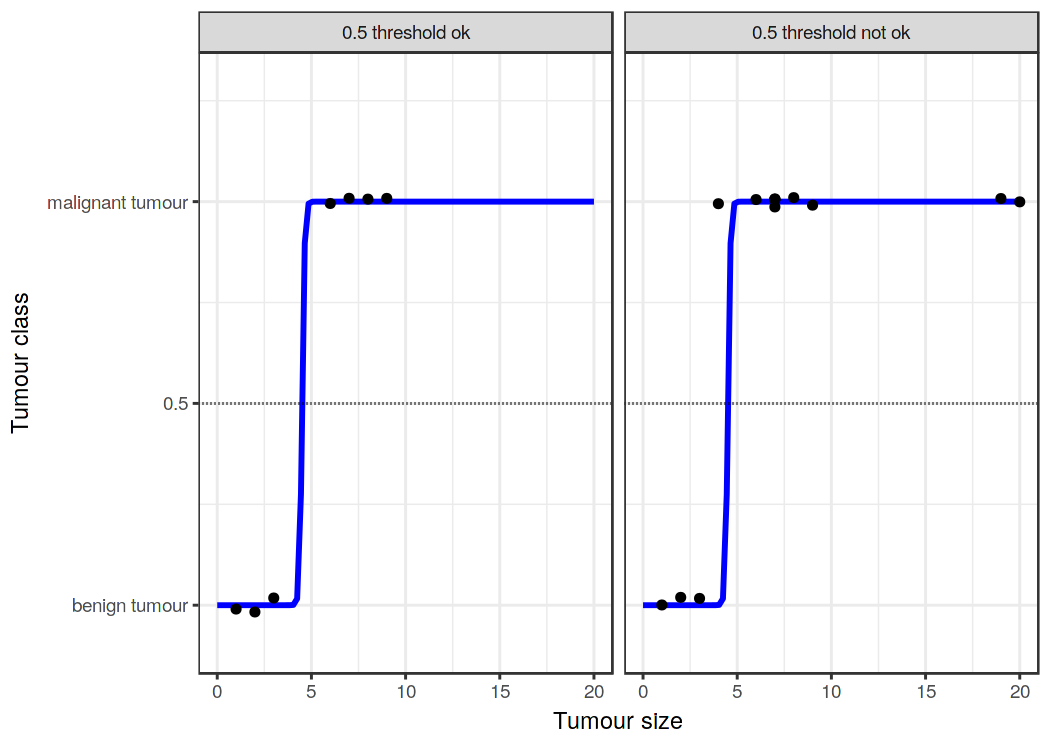 0.5 threshold ok
0.5 threshold not ok
malignant tumour
0.5
benign tumour
Tumour class
0 5 10 15 20
0 5 10 15 20
Tumour size